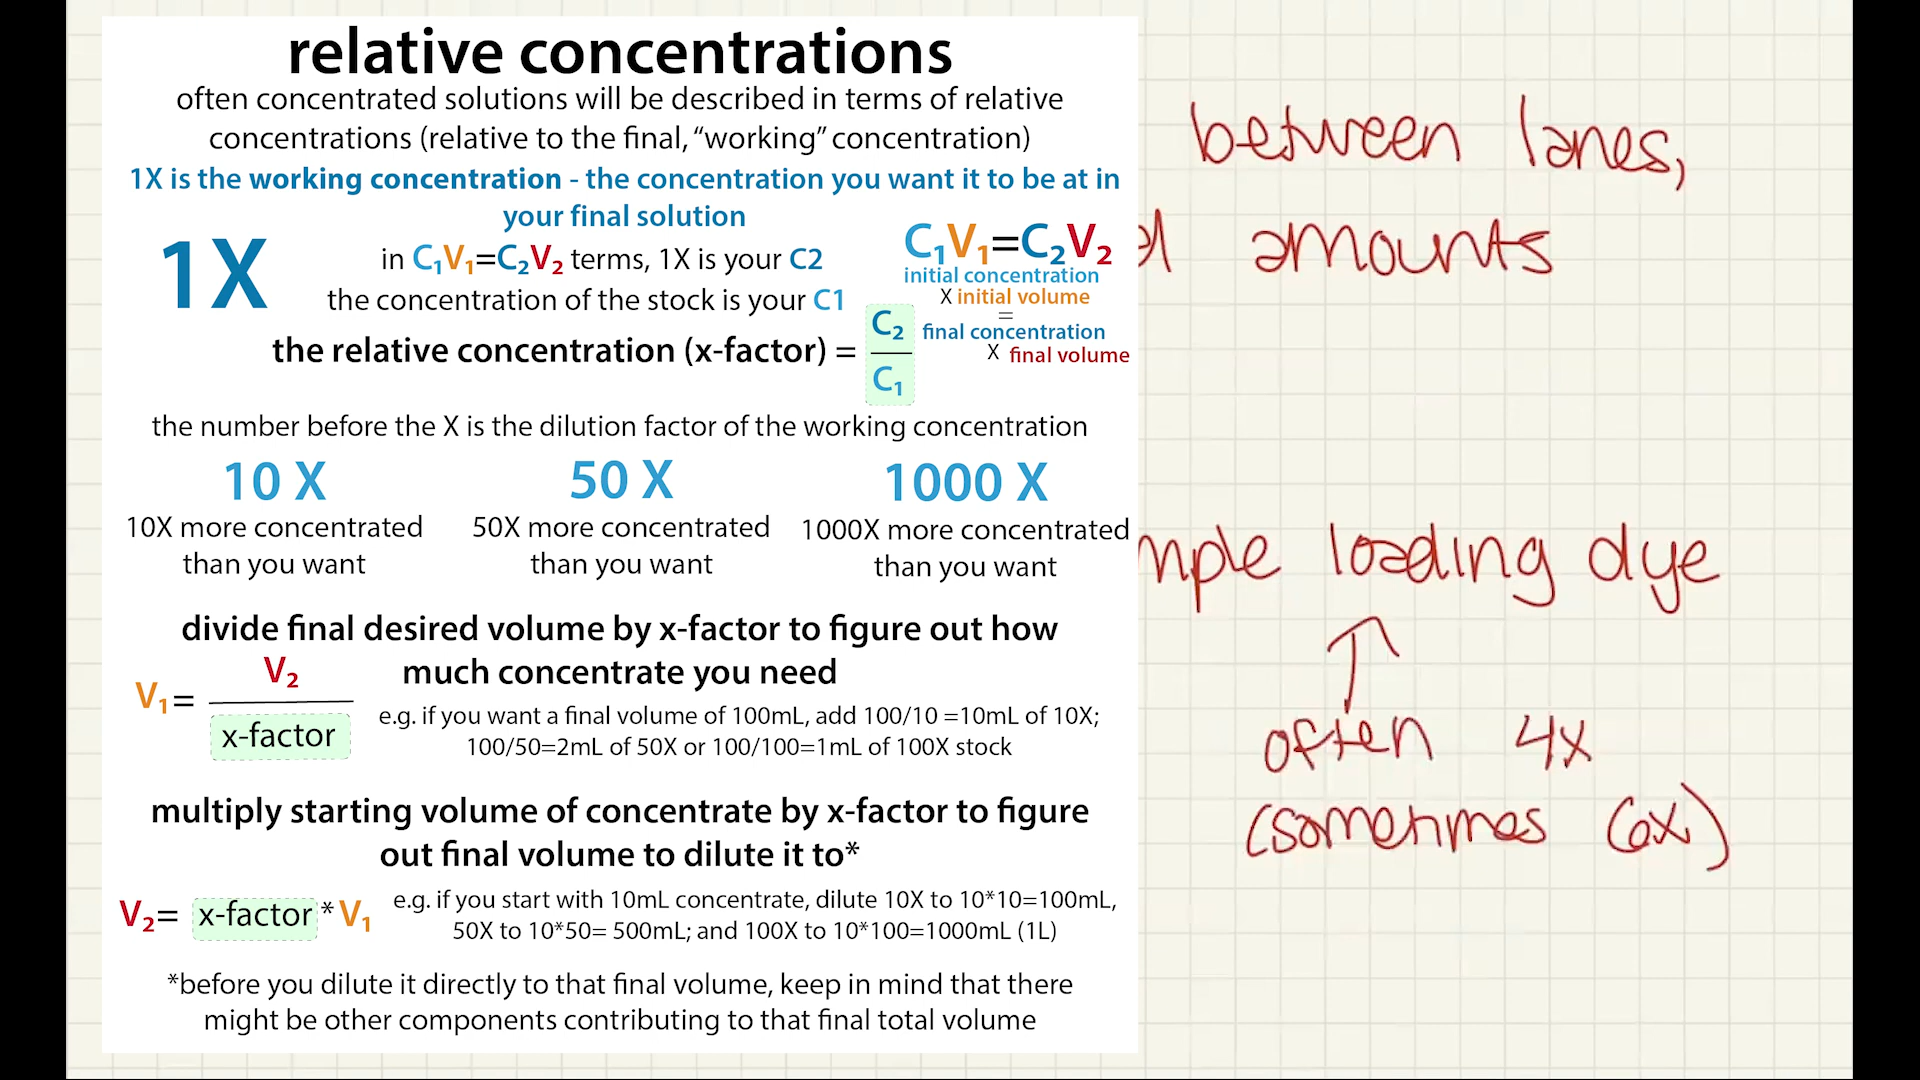 relative concentrations
often concentrated solutions will be described in terms of relative
concentrations (relative to the final, “working” concentration)
1X is the working concentration - the concentration you want it to be at in
your final solution
1X
in C₁V₁=C₂V₂ terms, 1X is your C2
the concentration of the stock is your C1
C₁V₁=C₂V₂
initial concentration
X initial volume
=
final concentration
X final volume
the relative concentration (x-factor) =
C₂
C₁
the number before the X is the dilution factor of the working concentration
10 X
10X more concentrated
than you want
50 X
50X more concentrated
than you want
1000 X
1000X more concentrated
than you want
divide final desired volume by x-factor to figure out how
much concentrate you need
V₁=
V₂
x-factor
e.g. if you want a final volume of 100mL, add 100/10 =10mL of 10X;
100/50=2mL of 50X or 100/100=1mL of 100X stock
multiply starting volume of concentrate by x-factor to figure
out final volume to dilute it to*
V₂= x-factor * V₁
e.g. if you start with 10mL concentrate, dilute 10X to 10*10=100mL,
50X to 10*50= 500mL; and 100X to 10*100=1000mL (1L)
*before you dilute it directly to that final volume, keep in mind that there
might be other components contributing to that final total volume
between lanes,
amounts
mple loading dye
often 4x
(sometimes 6x)